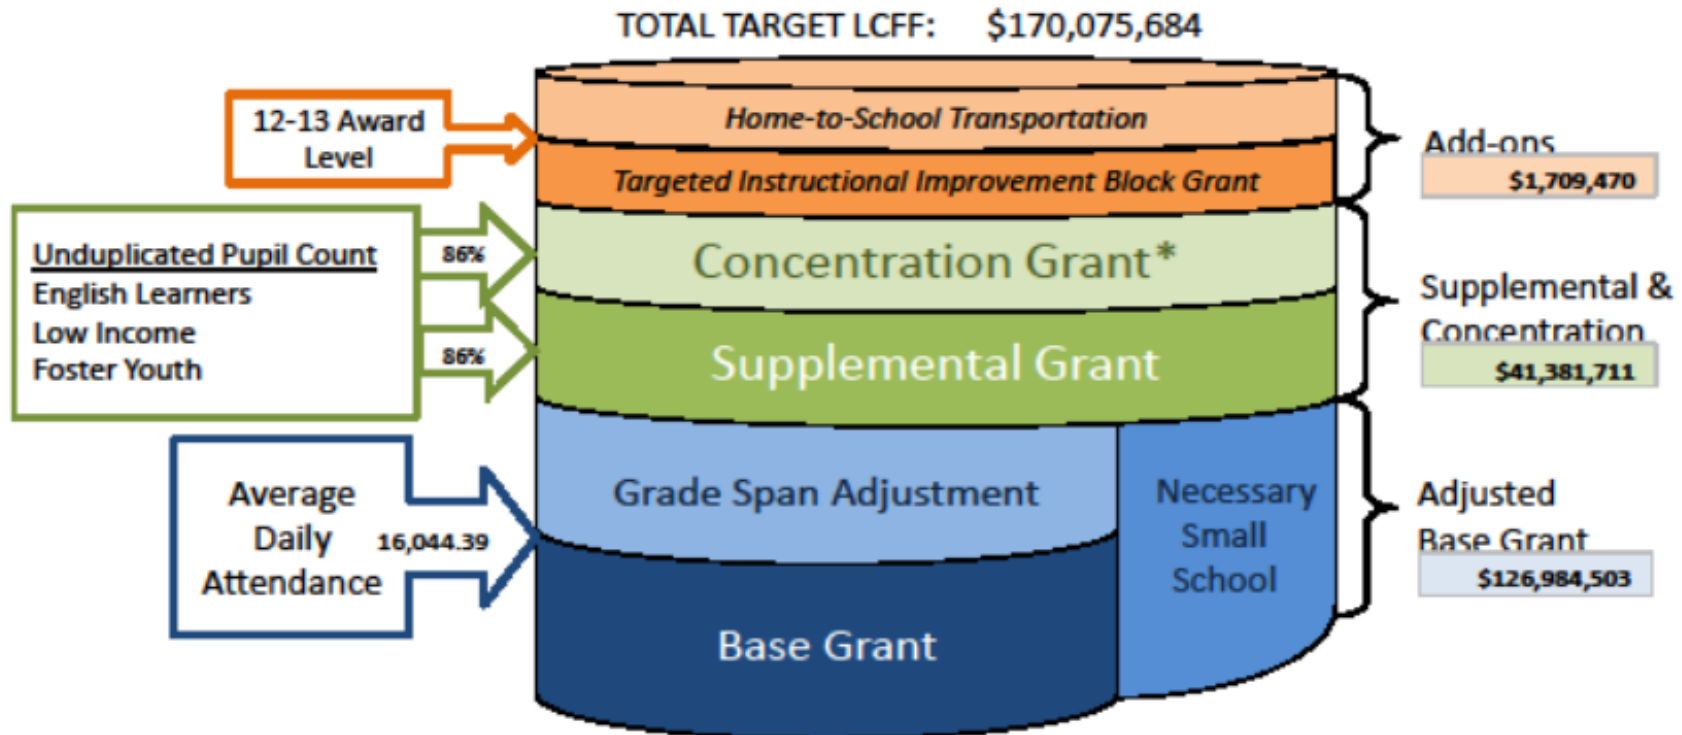 TOTAL TARGET LCFF: $170,075,684
12-13 Award
Level
Home-to-School Transportation
Targeted Instructional Improvement Block Grant
Add-ons
$1,709,470
Unduplicated Pupil Count
English Learners
Low Income
Foster Youth
86%
86%
Concentration Grant*
Supplemental Grant
Supplemental &
Concentration
$41,381,711
Average
Daily
Attendance
16,044.39
Grade Span Adjustment
Base Grant
Necessary
Small
School
Adjusted
Base Grant
$126,984,503